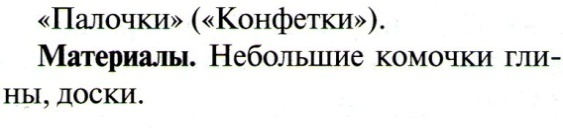 «Палочки» («Конфетки»).
Материалы. Небольшие комочки гли-
ны, доски.